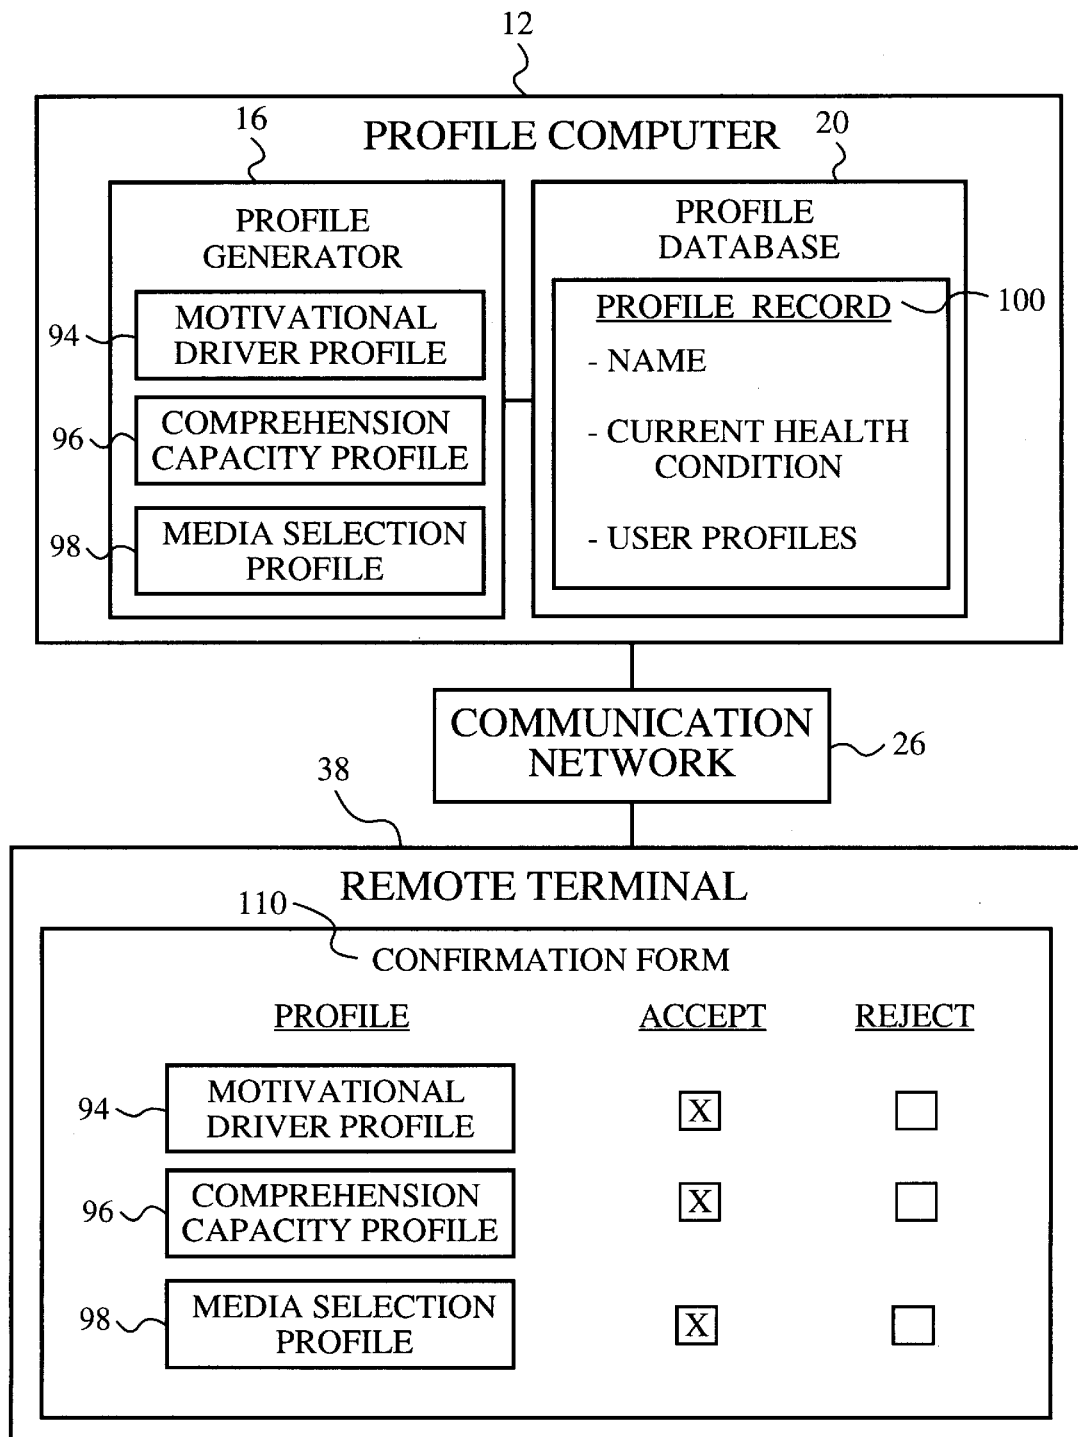 12
PROFILE COMPUTER
16
20
PROFILE
GENERATOR
94
MOTIVATIONAL
DRIVER PROFILE
96
COMPREHENSION
CAPACITY PROFILE
98
MEDIA SELECTION
PROFILE
PROFILE
DATABASE
PROFILE RECORD
100
- NAME
- CURRENT HEALTH
CONDITION
- USER PROFILES
COMMUNICATION
NETWORK
26
38
REMOTE TERMINAL
110
CONFIRMATION FORM
PROFILE ACCEPT REJECT
94
MOTIVATIONAL
DRIVER PROFILE
X
96
COMPREHENSION
CAPACITY PROFILE
X
98
MEDIA SELECTION
PROFILE
X